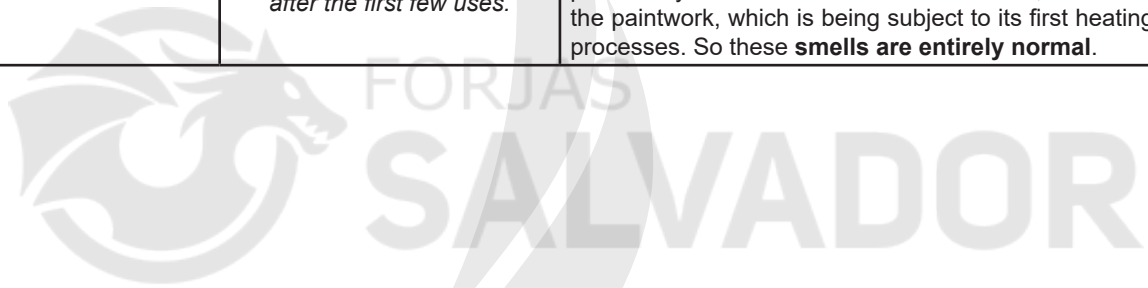 after the first few uses.
the paintwork, which is being subject to its first heating
processes. So these smells are entirely normal.
FORJAS
SALVADOR